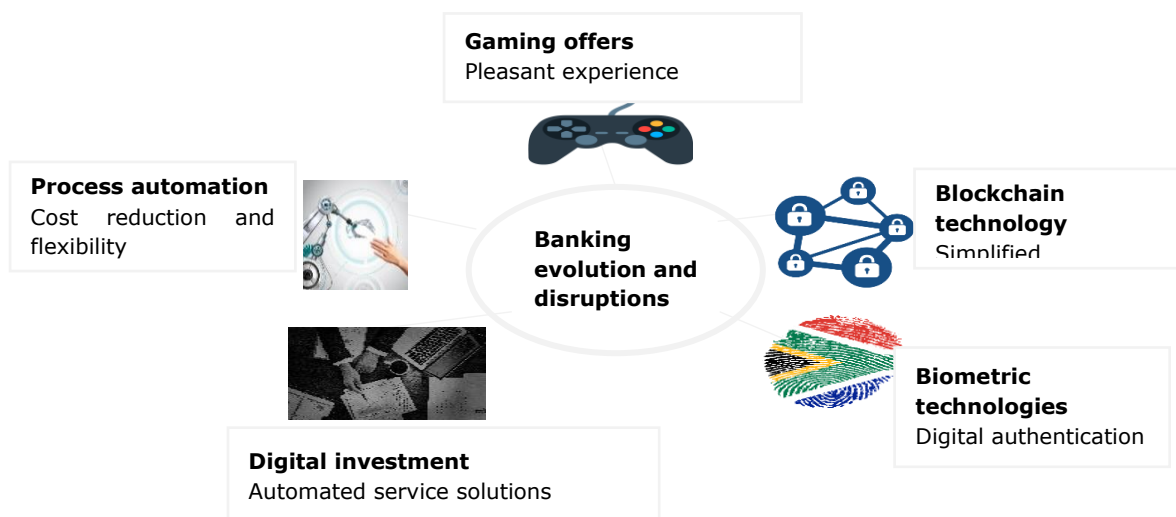 Gaming offers
Pleasant experience
Process automation
Cost reduction and
flexibility
Banking
evolution and
disruptions
Blockchain
technology
Simplified
Biometric
technologies
Digital authentication
Digital investment
Automated service solutions